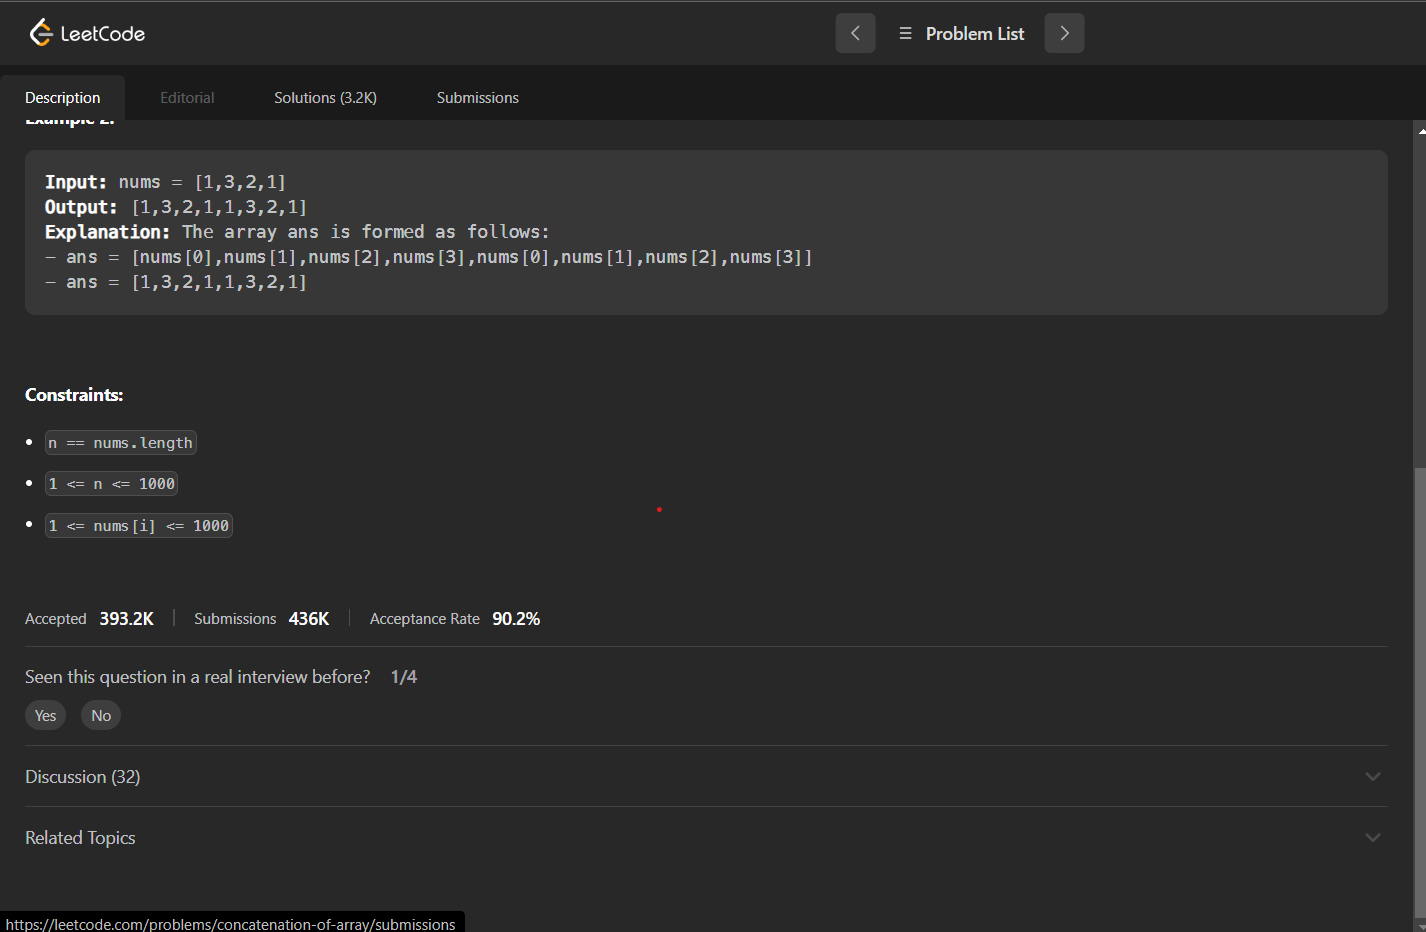 LeetCode
Problem List
Description
Editorial
Solutions (3.2K)
Submissions
Example 2:
Input: nums = [1,3,2,1]
Output: [1,3,2,1,1,3,2,1]
Explanation: The array ans is formed as follows:
- ans = [nums[0],nums[1],nums[2],nums[3],nums[0],nums[1],nums[2],nums[3]]
- ans = [1,3,2,1,1,3,2,1]
Constraints:
n == nums.length
1 <= n <= 1000
1 <= nums[i] <= 1000
Accepted 393.2K Submissions 436K Acceptance Rate 90.2%
Seen this question in a real interview before? 1/4
Yes No
Discussion (32)
Related Topics
https://leetcode.com/problems/concatenation-of-array/submissions